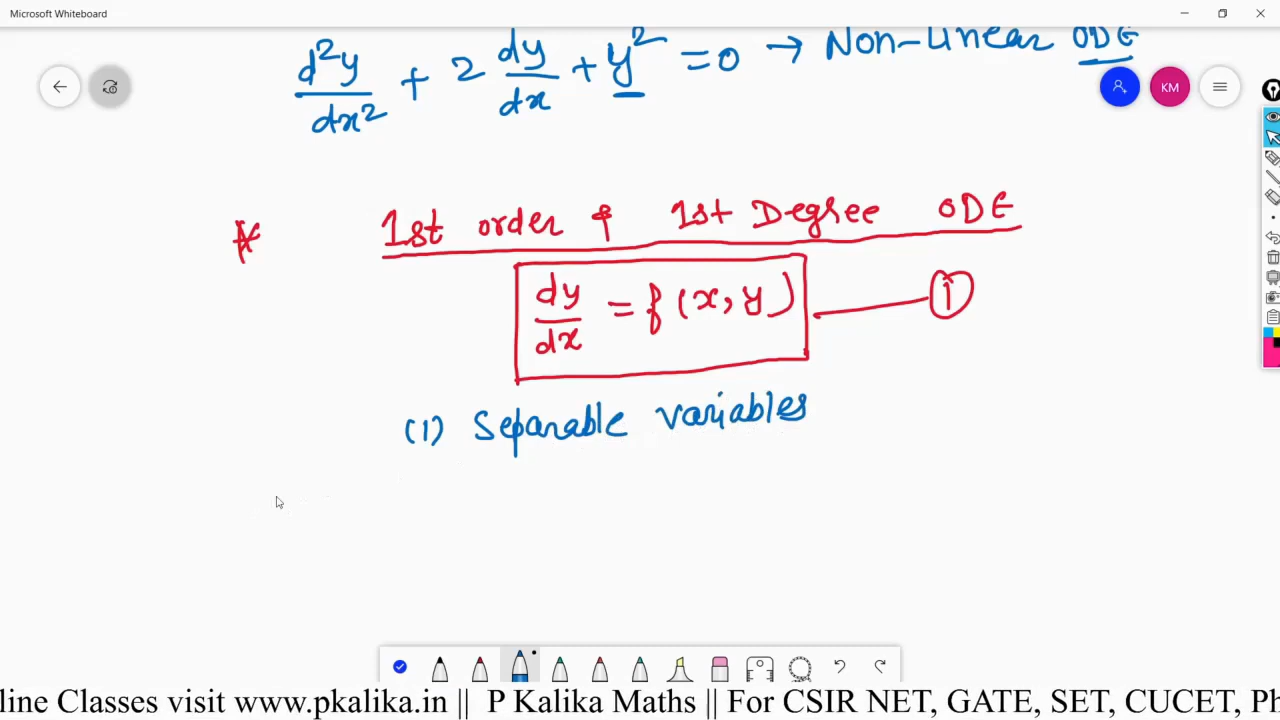 Microsoft Whiteboard
d²y/dx² + 2 dy/dx + y² = 0 → Non-Linear ODE
KM
* 1st order & 1st Degree ODE
dy/dx = f(x, y) ——— ①
(1) Separable variables
nline Classes visit www.pkalika.in || P Kalika Maths || For CSIR NET, GATE, SET, CUCET, Ph